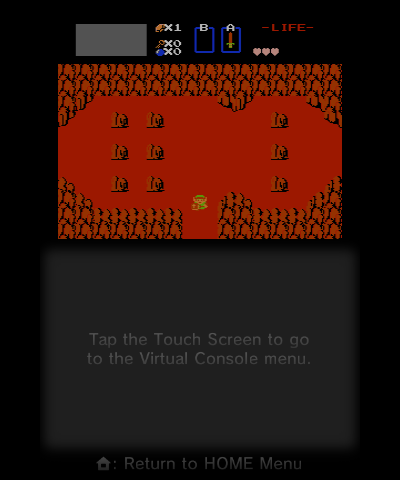 X1 B A -LIFE-
X0
X0
Tap the Touch Screen to go
to the Virtual Console menu.
: Return to HOME Menu